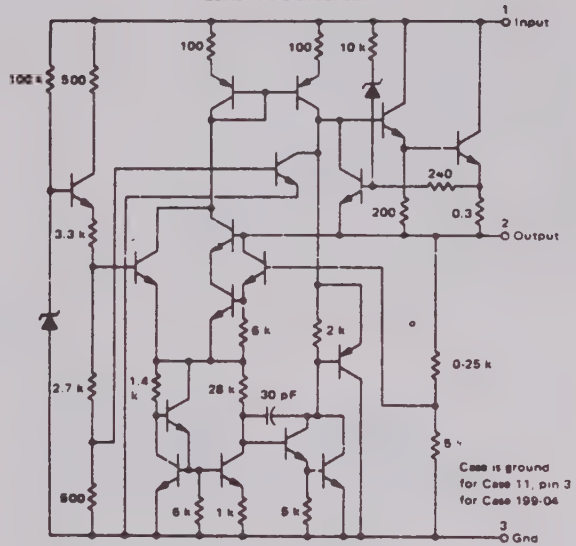 1
Input
100
100
10 k
100 k
500
240
200
0.3
2
Output
3.3 k
6 k
2 k
0-25 k
2.7 k
1.4
k
28 k
30 pF
500
6 k
1 k
5 k
Case is ground
for Case 11, pin 3
for Case 199-04
3
Gnd